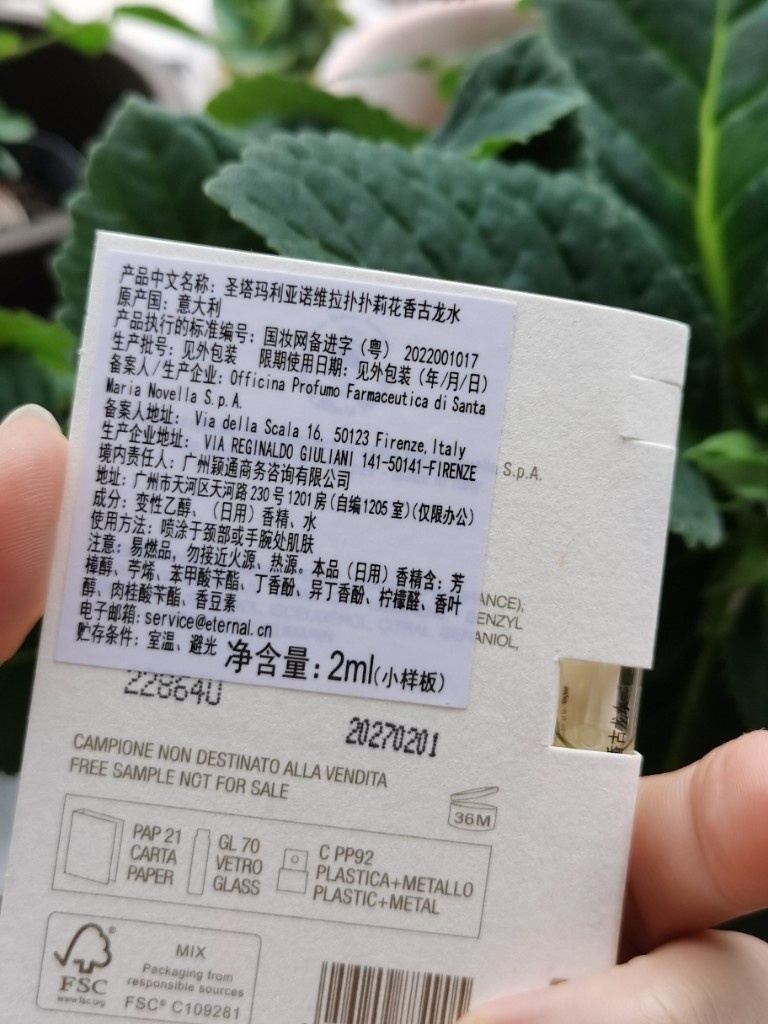 产品中文名称：圣塔玛利亚诺维拉扑扑莉花香古龙水
原产国：意大利
产品执行的标准编号：国妆网备进字（粤）2022001017
生产批号：见外包装 限期使用日期：见外包装（年/月/日）
备案人/生产企业：Officina Profumo Farmaceutica di Santa
Maria Novella S.p.A.
备案人地址： Via della Scala 16, 50123 Firenze,Italy
生产企业地址： VIA REGINALDO GIULIANI 141-50141-FIRENZE
境内责任人：广州颖通商务咨询有限公司
地址：广州市天河区天河路230号1201房（自编1205室）（仅限办公）
成分：变性乙醇、（日用）香精、水
使用方法：喷涂于颈部或手腕处肌肤
注意：易燃品，勿接近火源、热源。本品（日用）香精含：芳
樟醇、苧烯、苯甲酸苄酯、丁香酚、异丁香酚、柠檬醛、香叶
醇、肉桂酸苄酯、香豆素
电子邮箱：service@eternal.cn
贮存条件：室温、避光 净含量：2ml（小样板）
S.p.A.
ANCE),
BENZYL
ANIOL,
古龙水
22864U
20270201
CAMPIONE NON DESTINATO ALLA VENDITA
FREE SAMPLE NOT FOR SALE
36M
PAP 21
CARTA
PAPER
GL 70
VETRO
GLASS
C PP92
PLASTICA+METALLO
PLASTIC+METAL
FSC
www.fsc.org
MIX
Packaging from
responsible sources
FSC® C109281